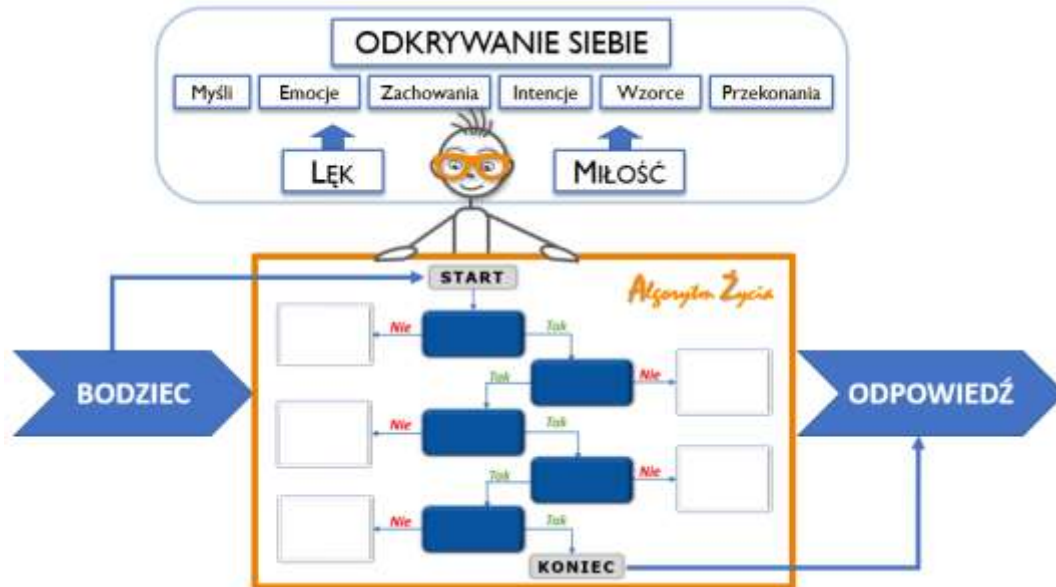 ODKRYWANIE SIEBIE
Myśli
Emocje
Zachowania
Intencje
Wzorce
Przekonania
LĘK
MIŁOŚĆ
START
Algorytm Życia
Nie
Tak
BODZIEC
Tak
Nie
ODPOWIEDŹ
Nie
Tak
Tak
Nie
Nie
Tak
KONIEC